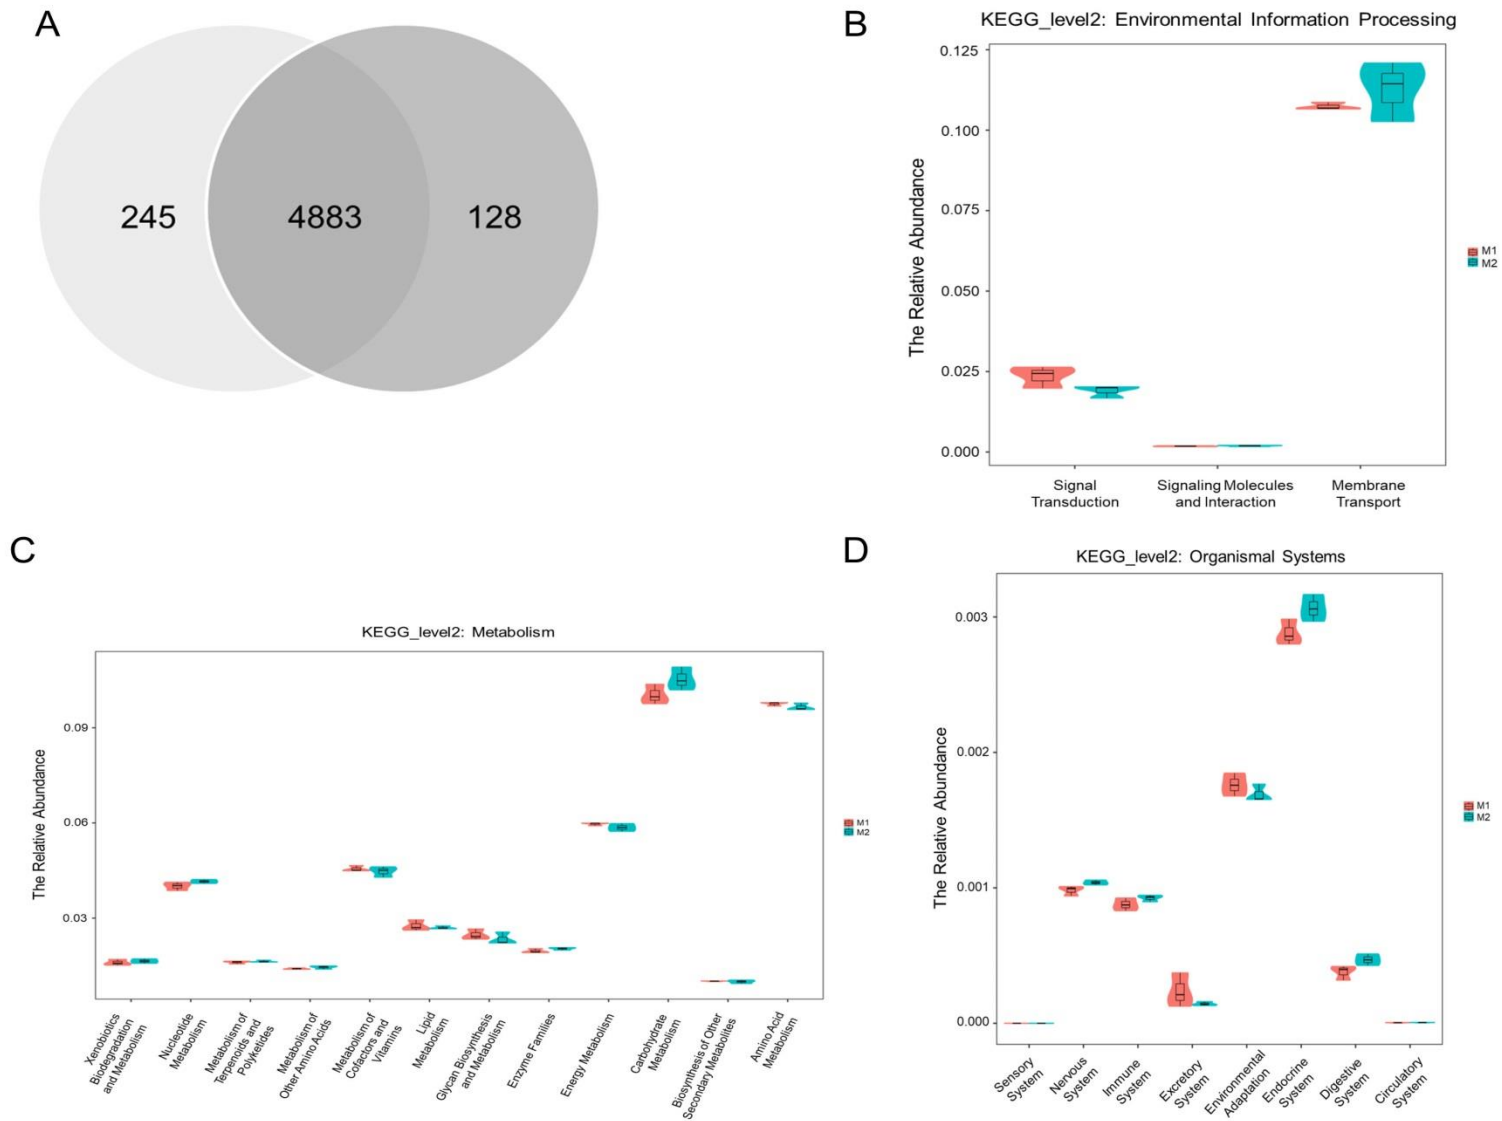 A
245
4883
128
B
KEGG_level2: Environmental Information Processing
The Relative Abundance
0.125
0.100
0.075
0.050
0.025
0.000
Signal
Transduction
Signaling Molecules
and Interaction
Membrane
Transport
M1
M2
C
KEGG_level2: Metabolism
The Relative Abundance
0.09
0.06
0.03
Xenobiotics
Biodegradation
and Metabolism
Nucleotide
Metabolism
Metabolism of
Terpenoids and
Polyketides
Metabolism of
Other Amino Acids
Metabolism of
Cofactors and
Vitamins
Lipid
Metabolism
Glycan Biosynthesis
and Metabolism
Enzyme Families
Energy Metabolism
Carbohydrate
Metabolism
Biosynthesis of Other
Secondary Metabolites
Amino Acid
Metabolism
M1
M2
D
KEGG_level2: Organismal Systems
The Relative Abundance
0.003
0.002
0.001
0.000
Sensory
System
Nervous
System
Immune
System
Excretory
System
Environmental
Adaptation
Endocrine
System
Digestive
System
Circulatory
System
M1
M2